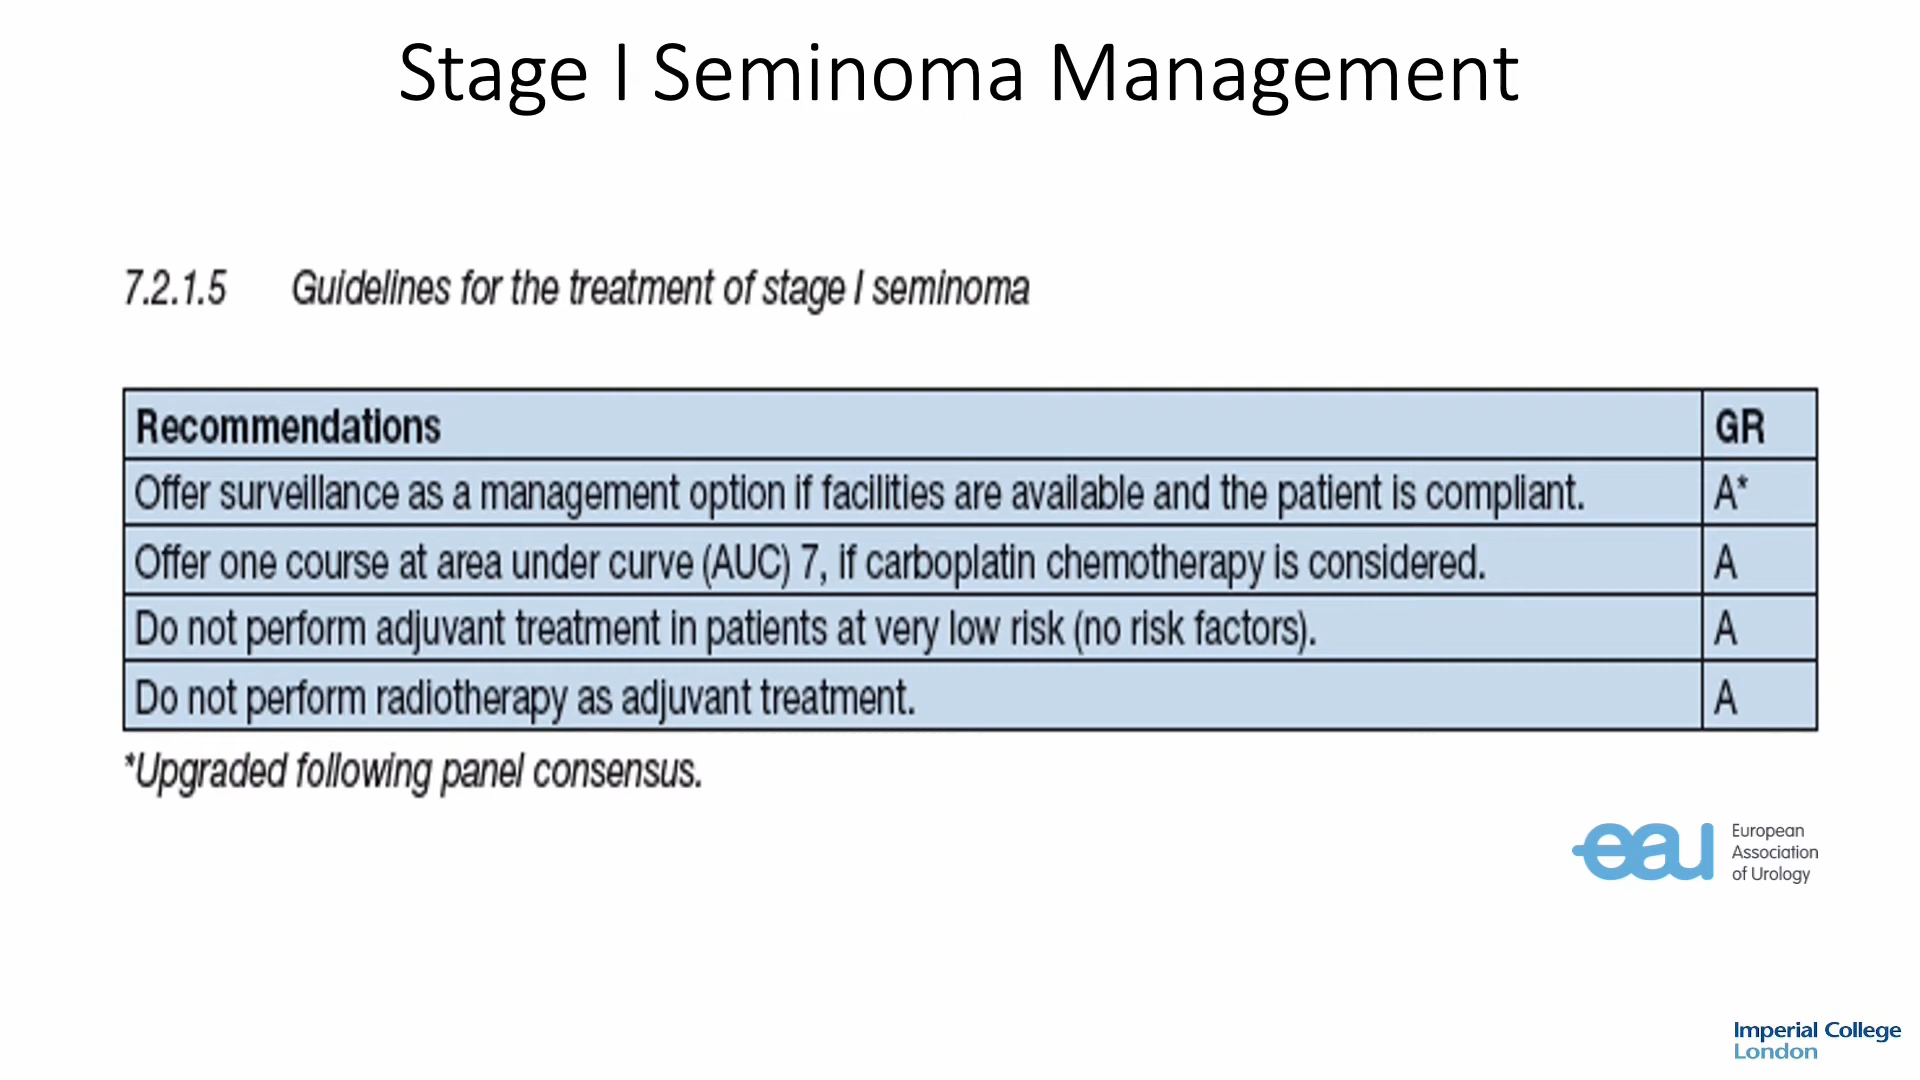 Stage I Seminoma Management
7.2.1.5 Guidelines for the treatment of stage I seminoma
Recommendations GR
Offer surveillance as a management option if facilities are available and the patient is compliant. A*
Offer one course at area under curve (AUC) 7, if carboplatin chemotherapy is considered. A
Do not perform adjuvant treatment in patients at very low risk (no risk factors). A
Do not perform radiotherapy as adjuvant treatment. A
*Upgraded following panel consensus.
eau
European
Association
of Urology
Imperial College
London